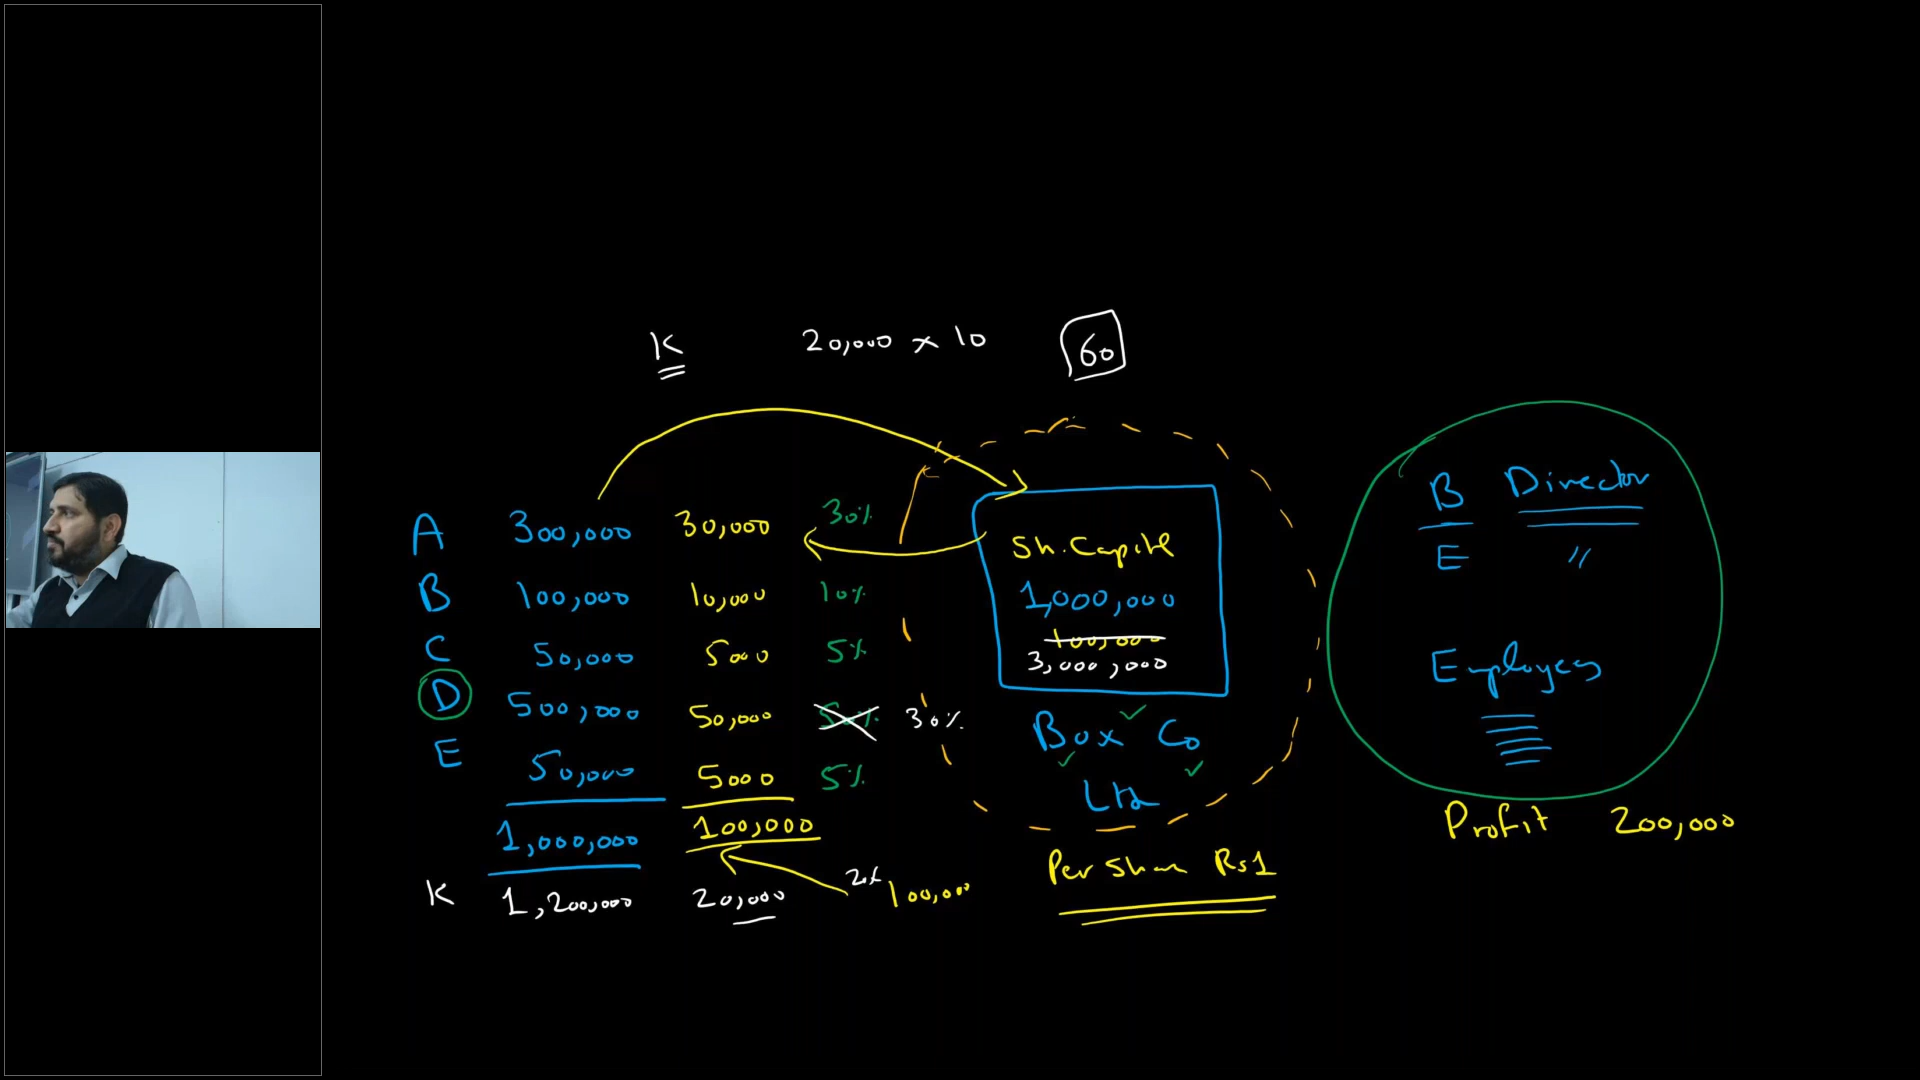 K 20,000 x 10 60
A 300,000 30,000 30%
B 100,000 10,000 10%
C 50,000 5000 5%
D 500,000 50,000 50% 30%
E 50,000 5000 5%
1,000,000 100,000
K 1,200,000 20,000 100,000
Sh. Capital
1,000,000
100,000
3,000,000
Box Co
Ltd
Per Share Rs1
B Director
E "
Employees
Profit 200,000